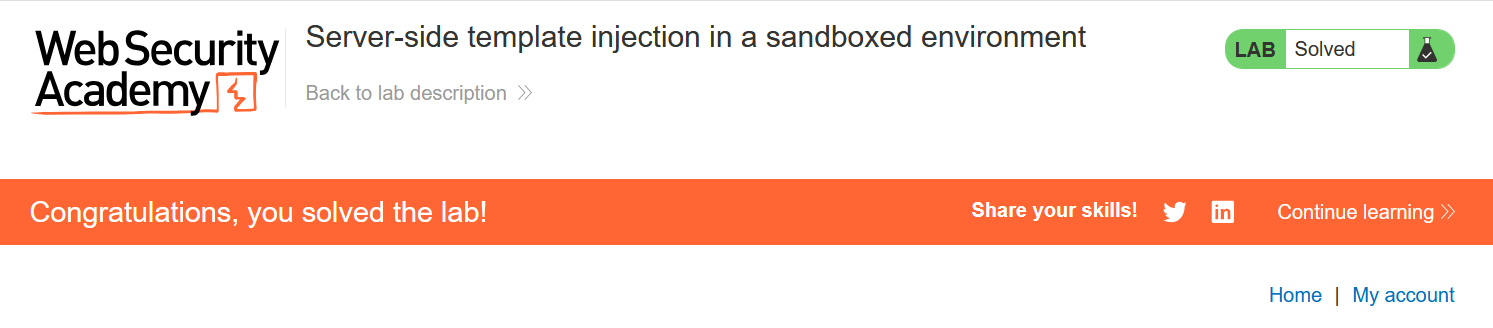 Web Security
Academy
Server-side template injection in a sandboxed environment
Back to lab description
LAB Solved
Congratulations, you solved the lab!
Share your skills!
Continue learning
Home | My account